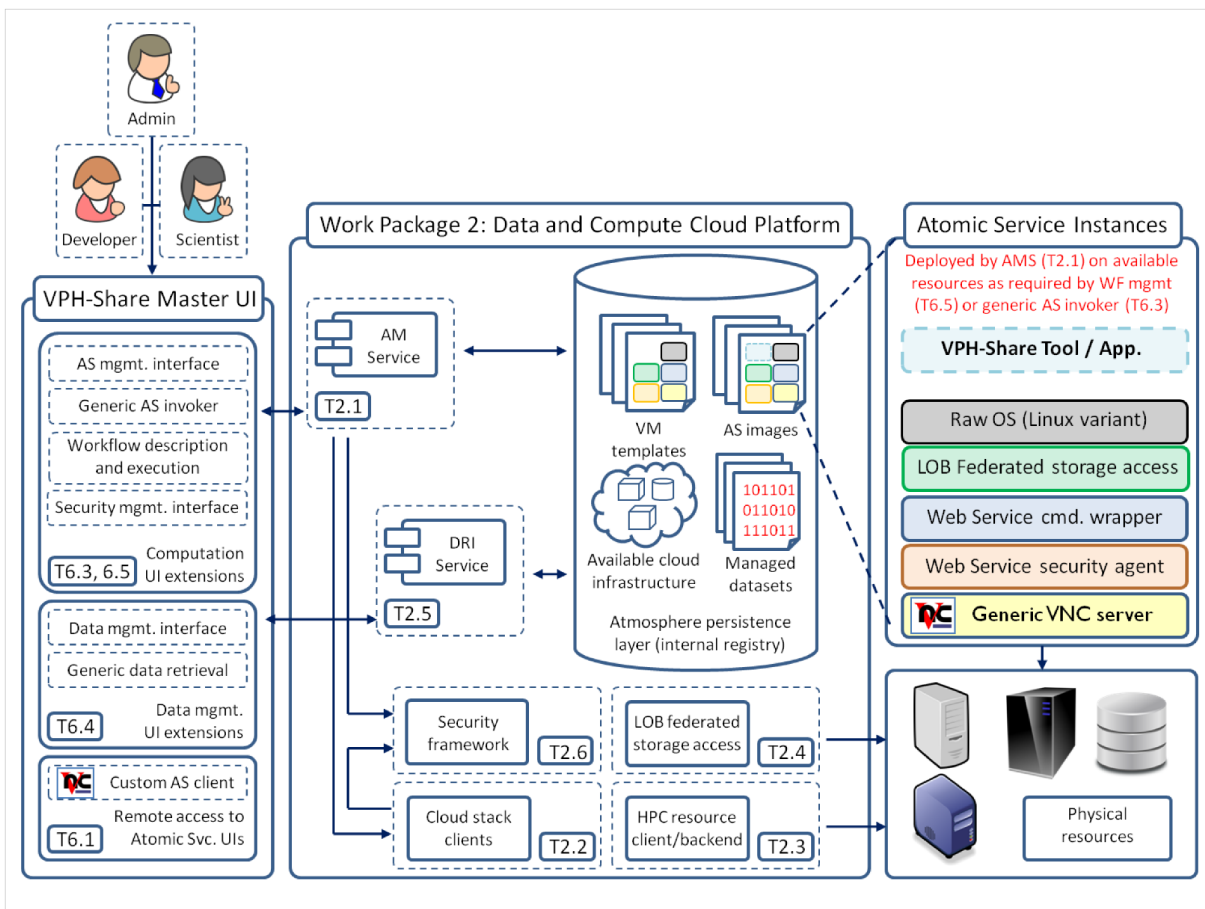 Admin
Developer
Scientist
VPH-Share Master UI
AS mgmt. interface
Generic AS invoker
Workflow description
and execution
Security mgmt. interface
T6.3, 6.5
Computation
UI extensions
Data mgmt. interface
Generic data retrieval
T6.4
Data mgmt.
UI extensions
VNC
Custom AS client
T6.1
Remote access to
Atomic Svc. UIs
Work Package 2: Data and Compute Cloud Platform
AM
Service
T2.1
DRI
Service
T2.5
VM
templates
AS images
Available cloud
infrastructure
101101
011010
111011
Managed
datasets
Atmosphere persistence
layer (internal registry)
Security
framework
T2.6
LOB federated
storage access
T2.4
Cloud stack
clients
T2.2
HPC resource
client/backend
T2.3
Atomic Service Instances
Deployed by AMS (T2.1) on available
resources as required by WF mgmt
(T6.5) or generic AS invoker (T6.3)
VPH-Share Tool / App.
Raw OS (Linux variant)
LOB Federated storage access
Web Service cmd. wrapper
Web Service security agent
VNC
Generic VNC server
Physical
resources